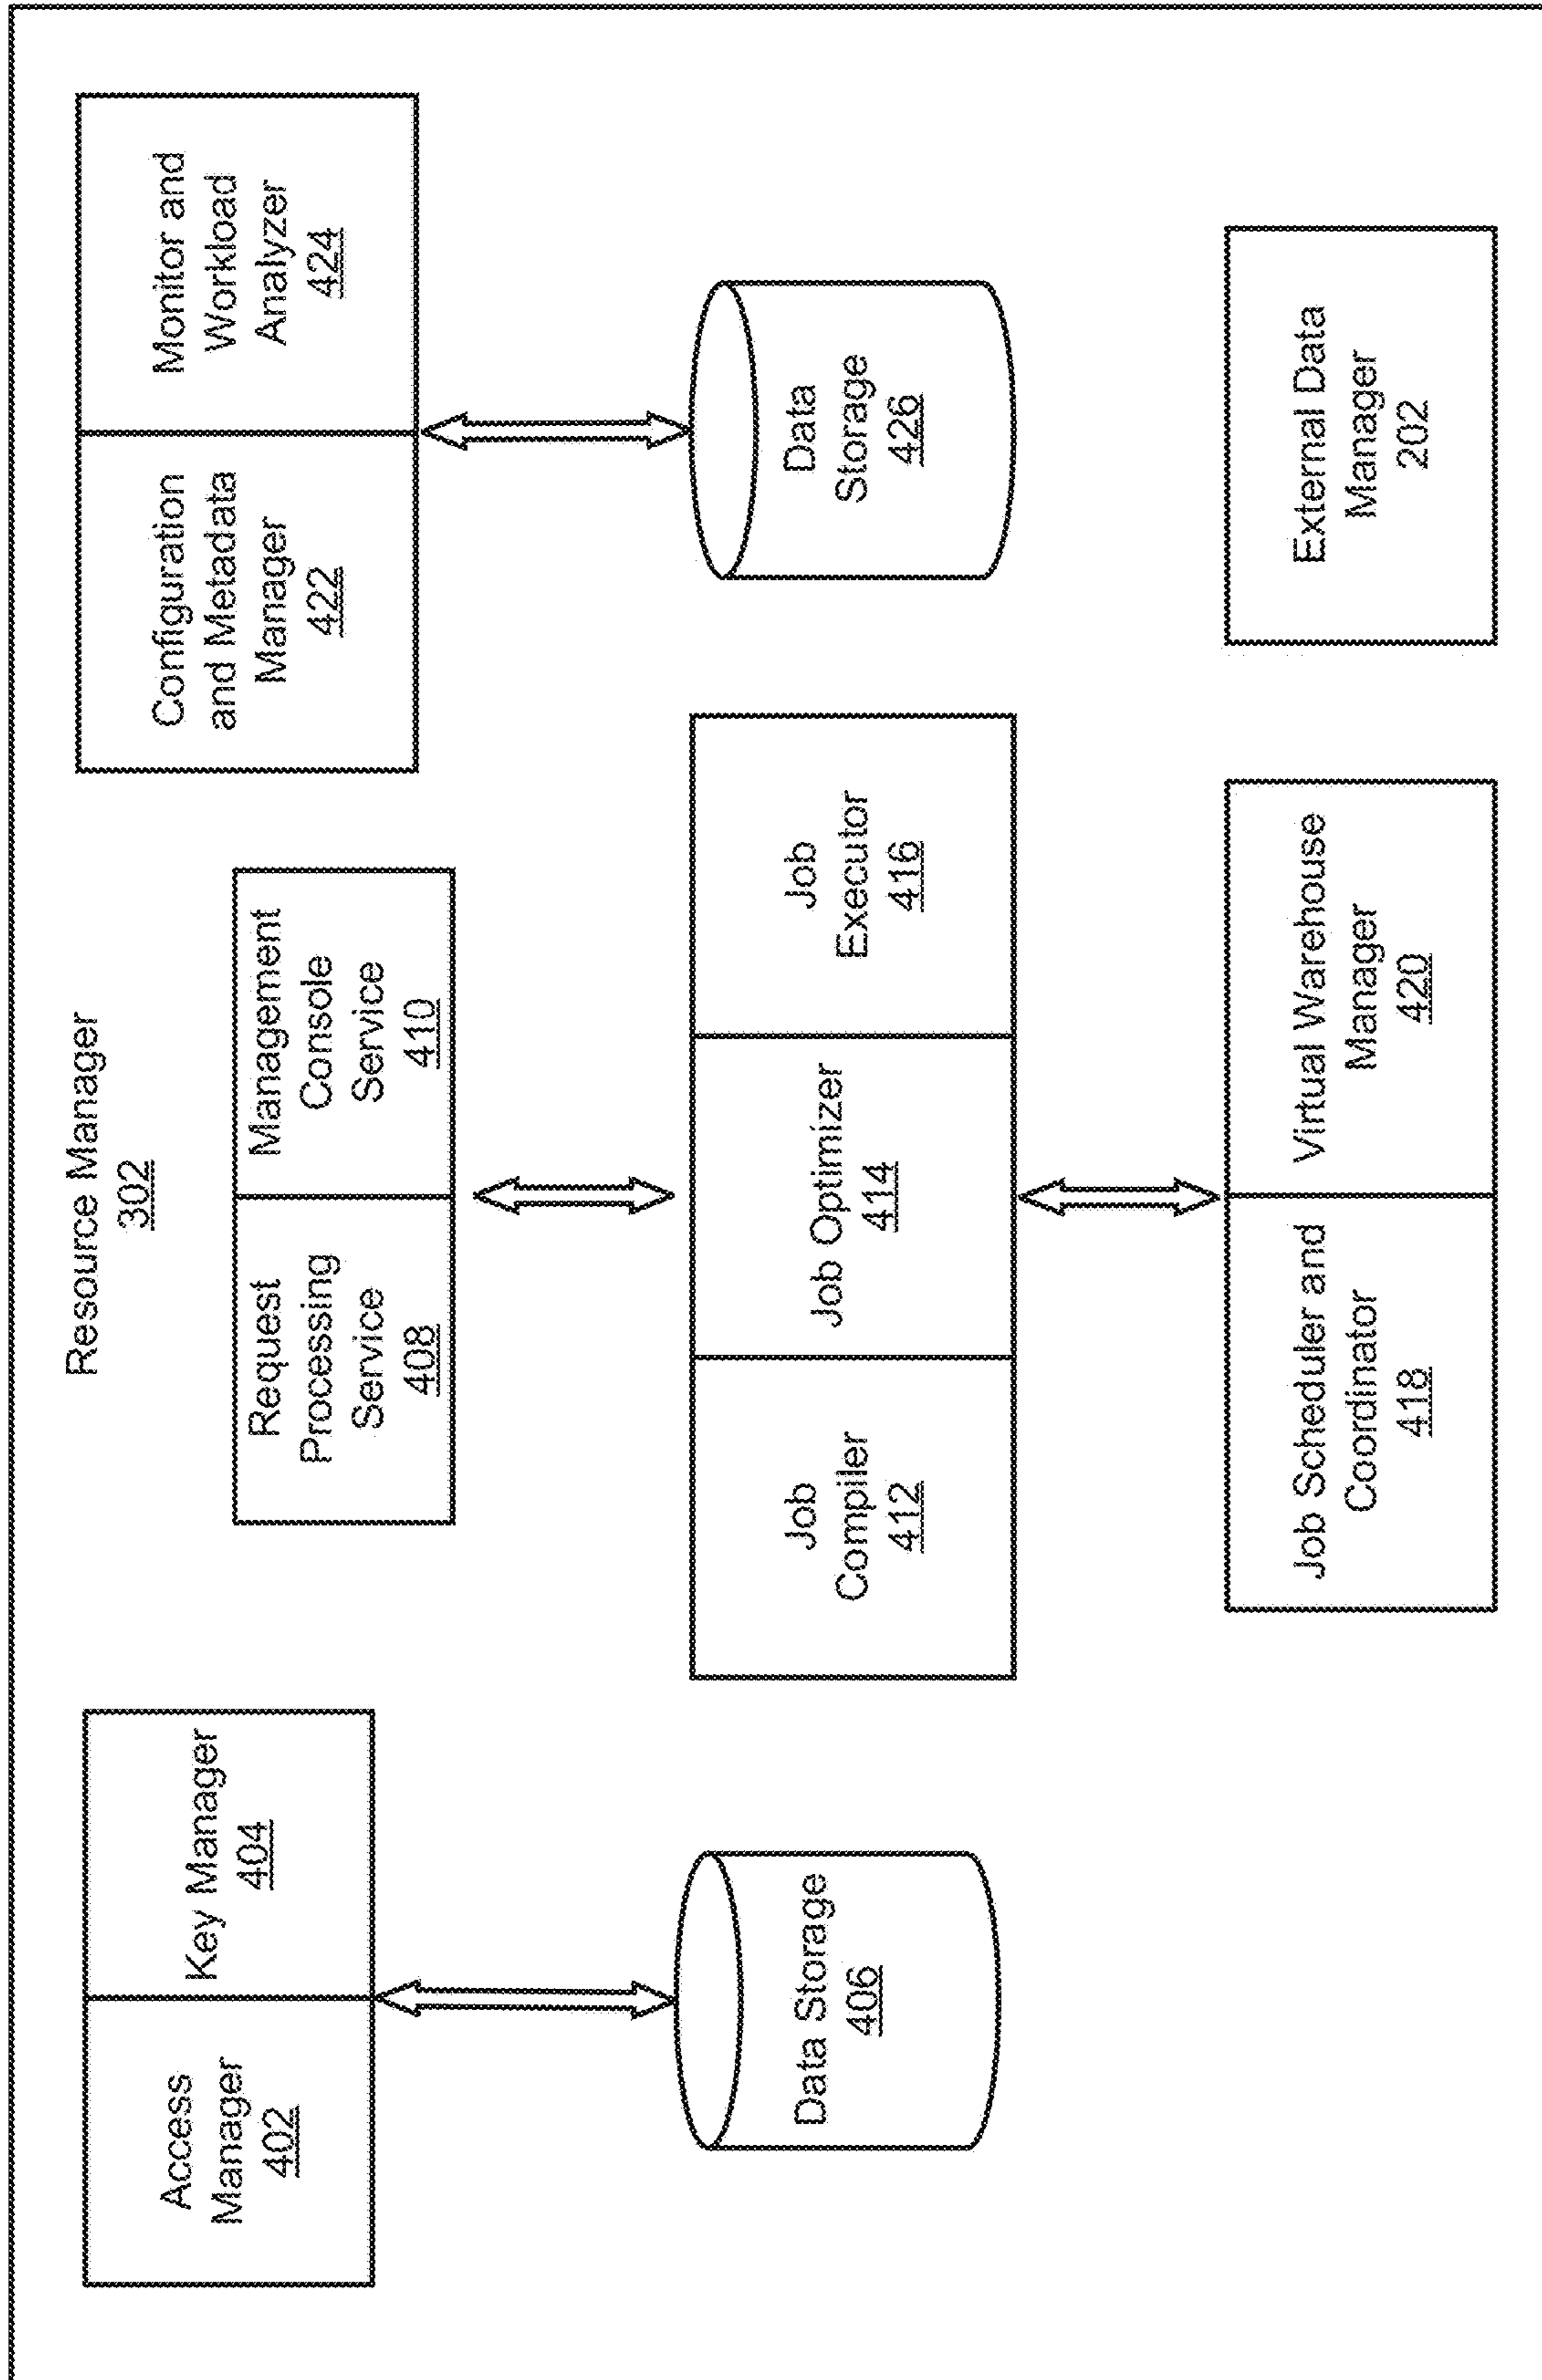 Resource Manager
302
Access
Manager
402
Key Manager
404
Request
Processing
Service
408
Management
Console
Service
410
Configuration
and Metadata
Manager
422
Monitor and
Workload
Analyzer
424
Data Storage
406
Job
Compiler
412
Job Optimizer
414
Job
Executor
416
Data
Storage
426
Job Scheduler and
Coordinator
418
Virtual Warehouse
Manager
420
External Data
Manager
202